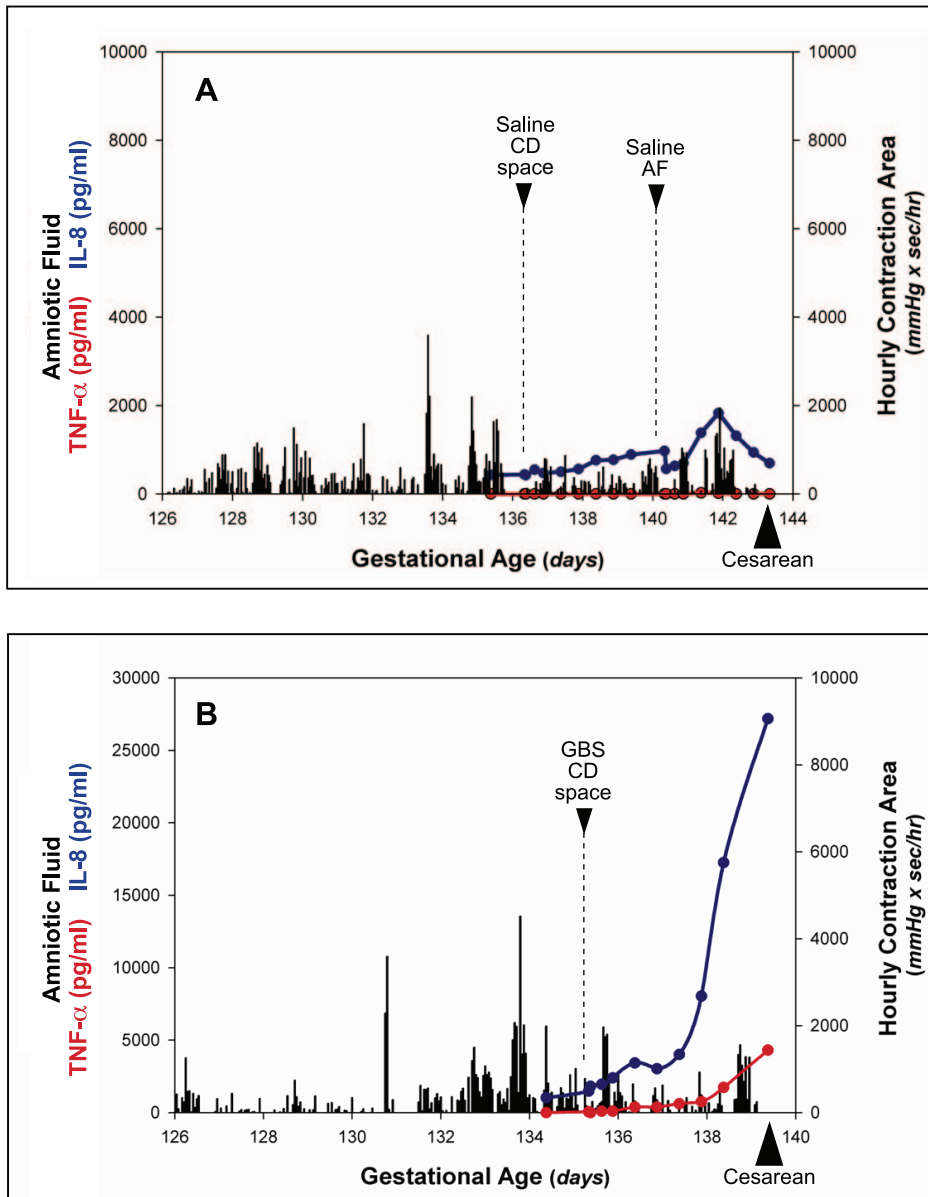 A
10000
8000
6000
4000
2000
0
10000
8000
6000
4000
2000
0
Amniotic Fluid
TNF-α (pg/ml) IL-8 (pg/ml)
Hourly Contraction Area
(mmHg x sec/hr)
Saline
CD
space
Saline
AF
126 128 130 132 134 136 138 140 142 144
Gestational Age (days)
Cesarean
B
30000
25000
20000
15000
10000
5000
0
10000
8000
6000
4000
2000
0
Amniotic Fluid
TNF-α (pg/ml) IL-8 (pg/ml)
Hourly Contraction Area
(mmHg x sec/hr)
GBS
CD
space
126 128 130 132 134 136 138 140
Gestational Age (days)
Cesarean